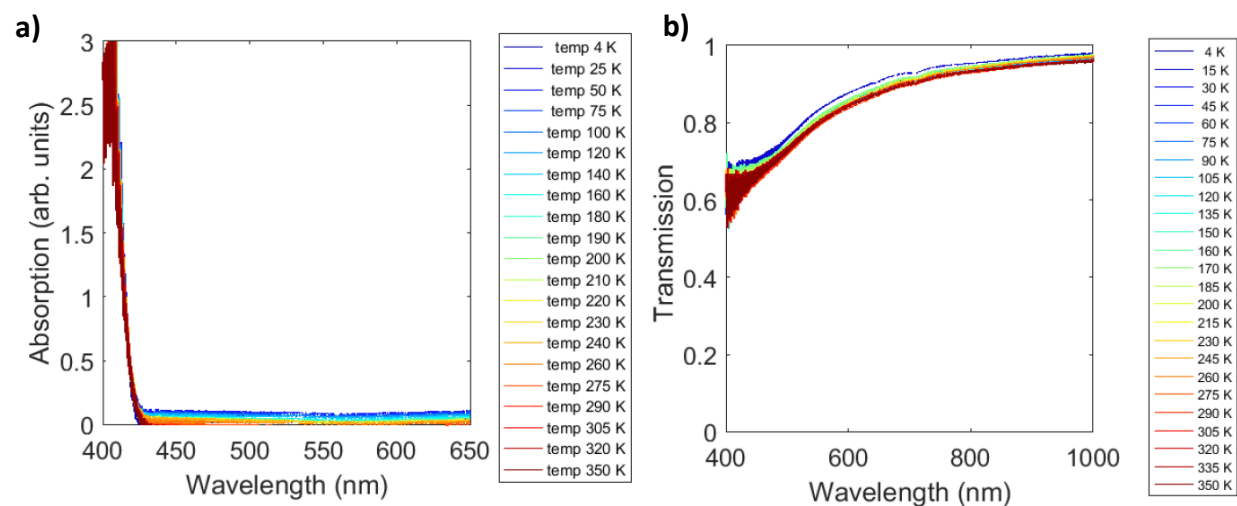 a)
Absorption (arb. units)
3
2.5
2
1.5
1
0.5
0
400
450
500
550
600
650
Wavelength (nm)
temp 4 K
temp 25 K
temp 50 K
temp 75 K
temp 100 K
temp 120 K
temp 140 K
temp 160 K
temp 180 K
temp 190 K
temp 200 K
temp 210 K
temp 220 K
temp 230 K
temp 240 K
temp 260 K
temp 275 K
temp 290 K
temp 305 K
temp 320 K
temp 350 K
b)
Transmission
1
0.8
0.6
0.4
0.2
0
400
600
800
1000
Wavelength (nm)
4 K
15 K
30 K
45 K
60 K
75 K
90 K
105 K
120 K
135 K
150 K
160 K
170 K
185 K
200 K
215 K
230 K
245 K
260 K
275 K
290 K
305 K
320 K
335 K
350 K